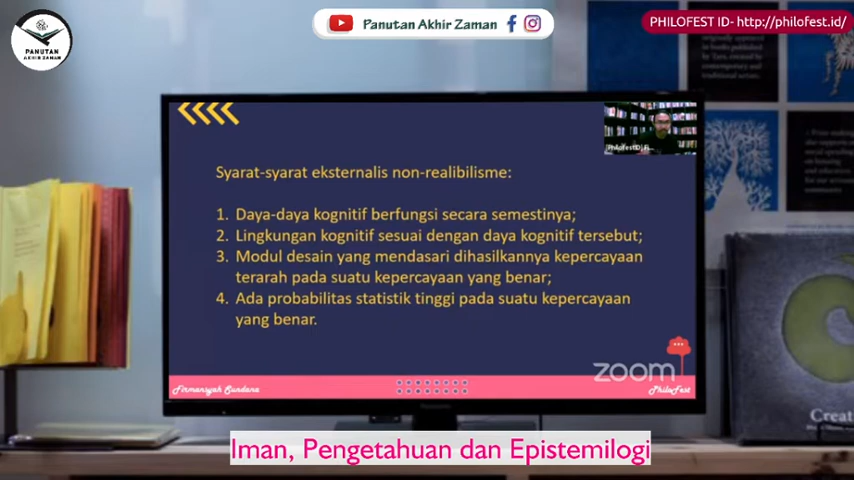 PANUTAN
AKHIR ZAMAN
Panutan Akhir Zaman
PHILOFEST ID- http://philofest.id/
Syarat-syarat eksternalis non-realibilisme:
1. Daya-daya kognitif berfungsi secara semestinya;
2. Lingkungan kognitif sesuai dengan daya kognitif tersebut;
3. Modul desain yang mendasari dihasilkannya kepercayaan
terarah pada suatu kepercayaan yang benar;
4. Ada probabilitas statistik tinggi pada suatu kepercayaan
yang benar.
zoom
Firmansyah Sundana
PhiloFest
Creat
Iman, Pengetahuan dan Epistemilogi